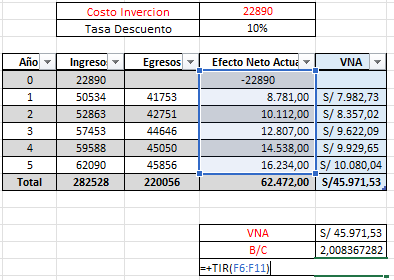 Costo Invercion 22890
Tasa Descuento 10%
Año Ingreso Egresos Efecto Neto Actua VNA
0 22890 -22890
1 50534 41753 8.781,00 S/ 7.982,73
2 52863 42751 10.112,00 S/ 8.357,02
3 57453 44646 12.807,00 S/ 9.622,09
4 59588 45050 14.538,00 S/ 9.929,65
5 62090 45856 16.234,00 S/ 10.080,04
Total 282528 220056 62.472,00 S/45.971,53
VNA S/ 45.971,53
B/C 2,008367282
=+TIR(F6:F11)